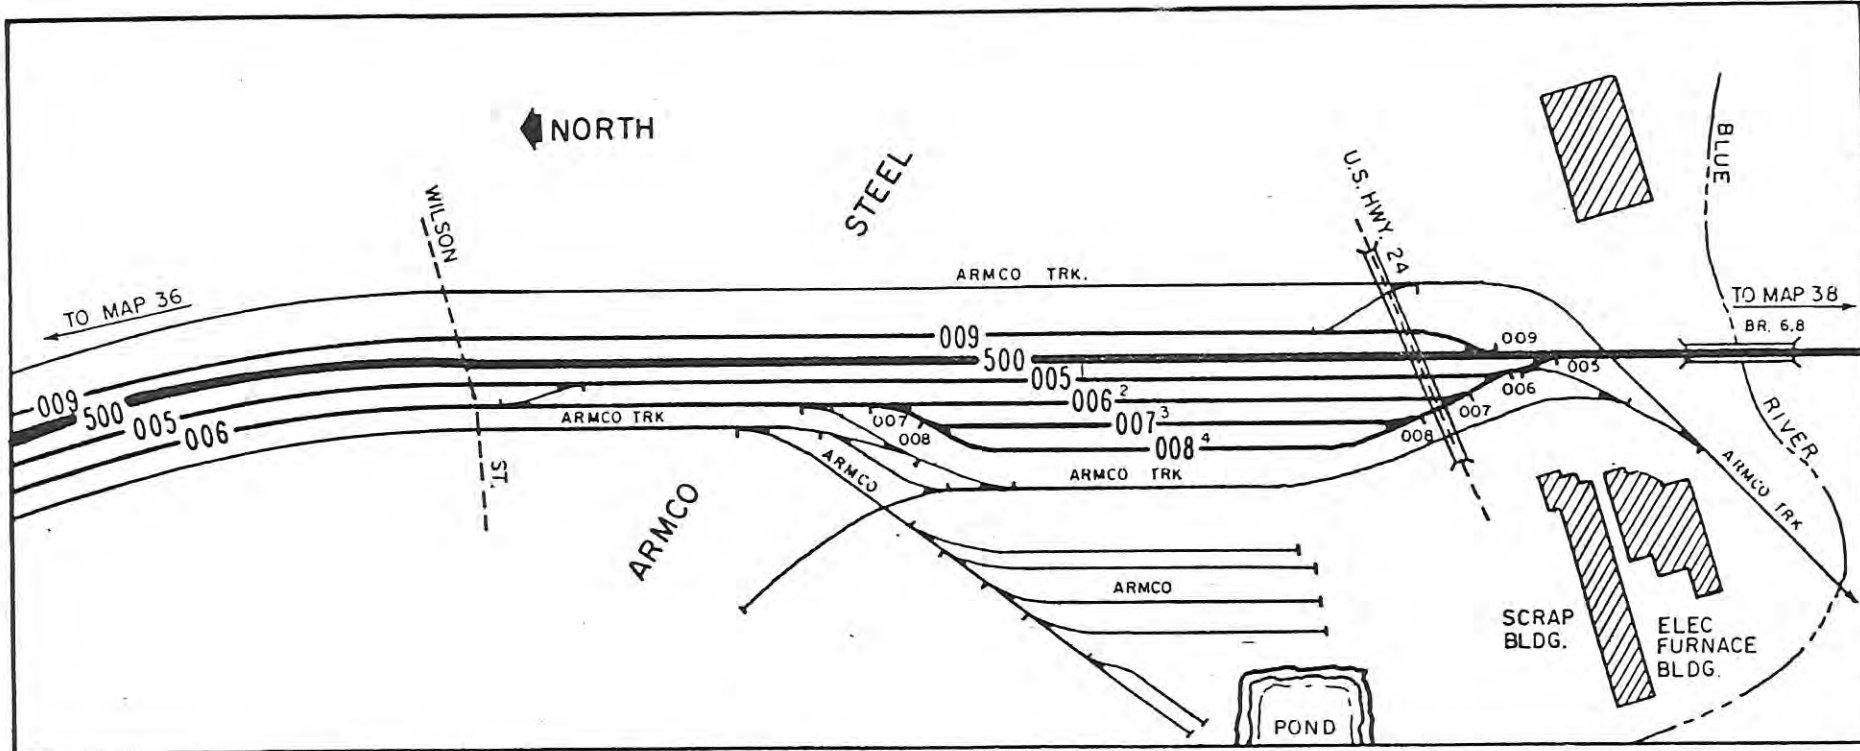 NORTH
STEEL
BLUE
U.S. HWY. 24
WILSON
ARMCO TRK.
TO MAP 36
TO MAP 38
BR. 6.8
009
009
500
005
005 1
006
006 2
007 3
007
008
008 4
007
008
009
500
005
006
ARMCO TRK
ARMCO
ARMCO TRK
ST.
RIVER
ARMCO TRK
ARMCO
ARMCO
SCRAP
BLDG.
ELEC
FURNACE
BLDG.
POND